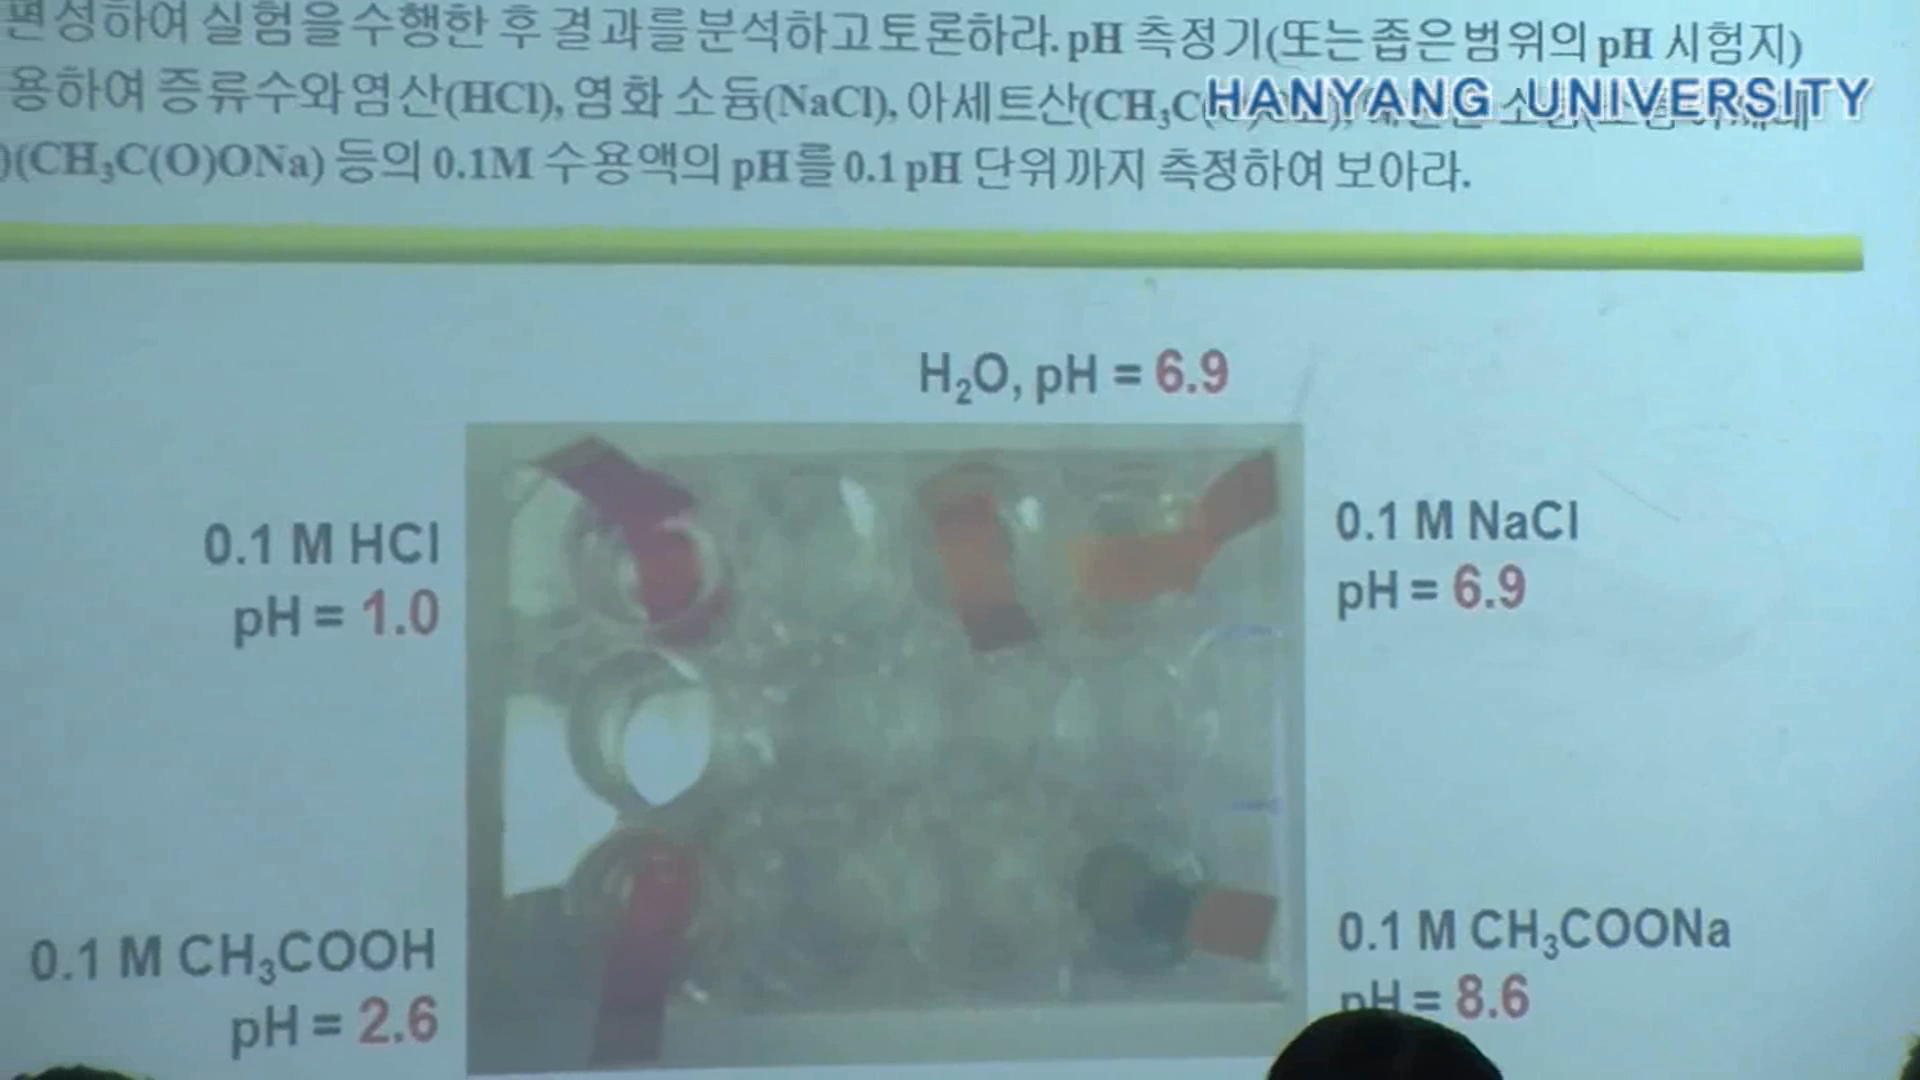 편성하여 실험을 수행한 후 결과를 분석하고 토론하라. pH 측정기(또는 좁은 범위의 pH 시험지)
용하여 증류수와 염산(HCl), 염화 소듐(NaCl), 아세트산(CH₃C
HANYANG UNIVERSITY
)(CH₃C(O)ONa) 등의 0.1M 수용액의 pH를 0.1 pH 단위까지 측정하여 보아라.
H₂O, pH = 6.9
0.1 M HCl
pH = 1.0
0.1 M NaCl
pH = 6.9
0.1 M CH₃COOH
pH = 2.6
0.1 M CH₃COONa
pH = 8.6